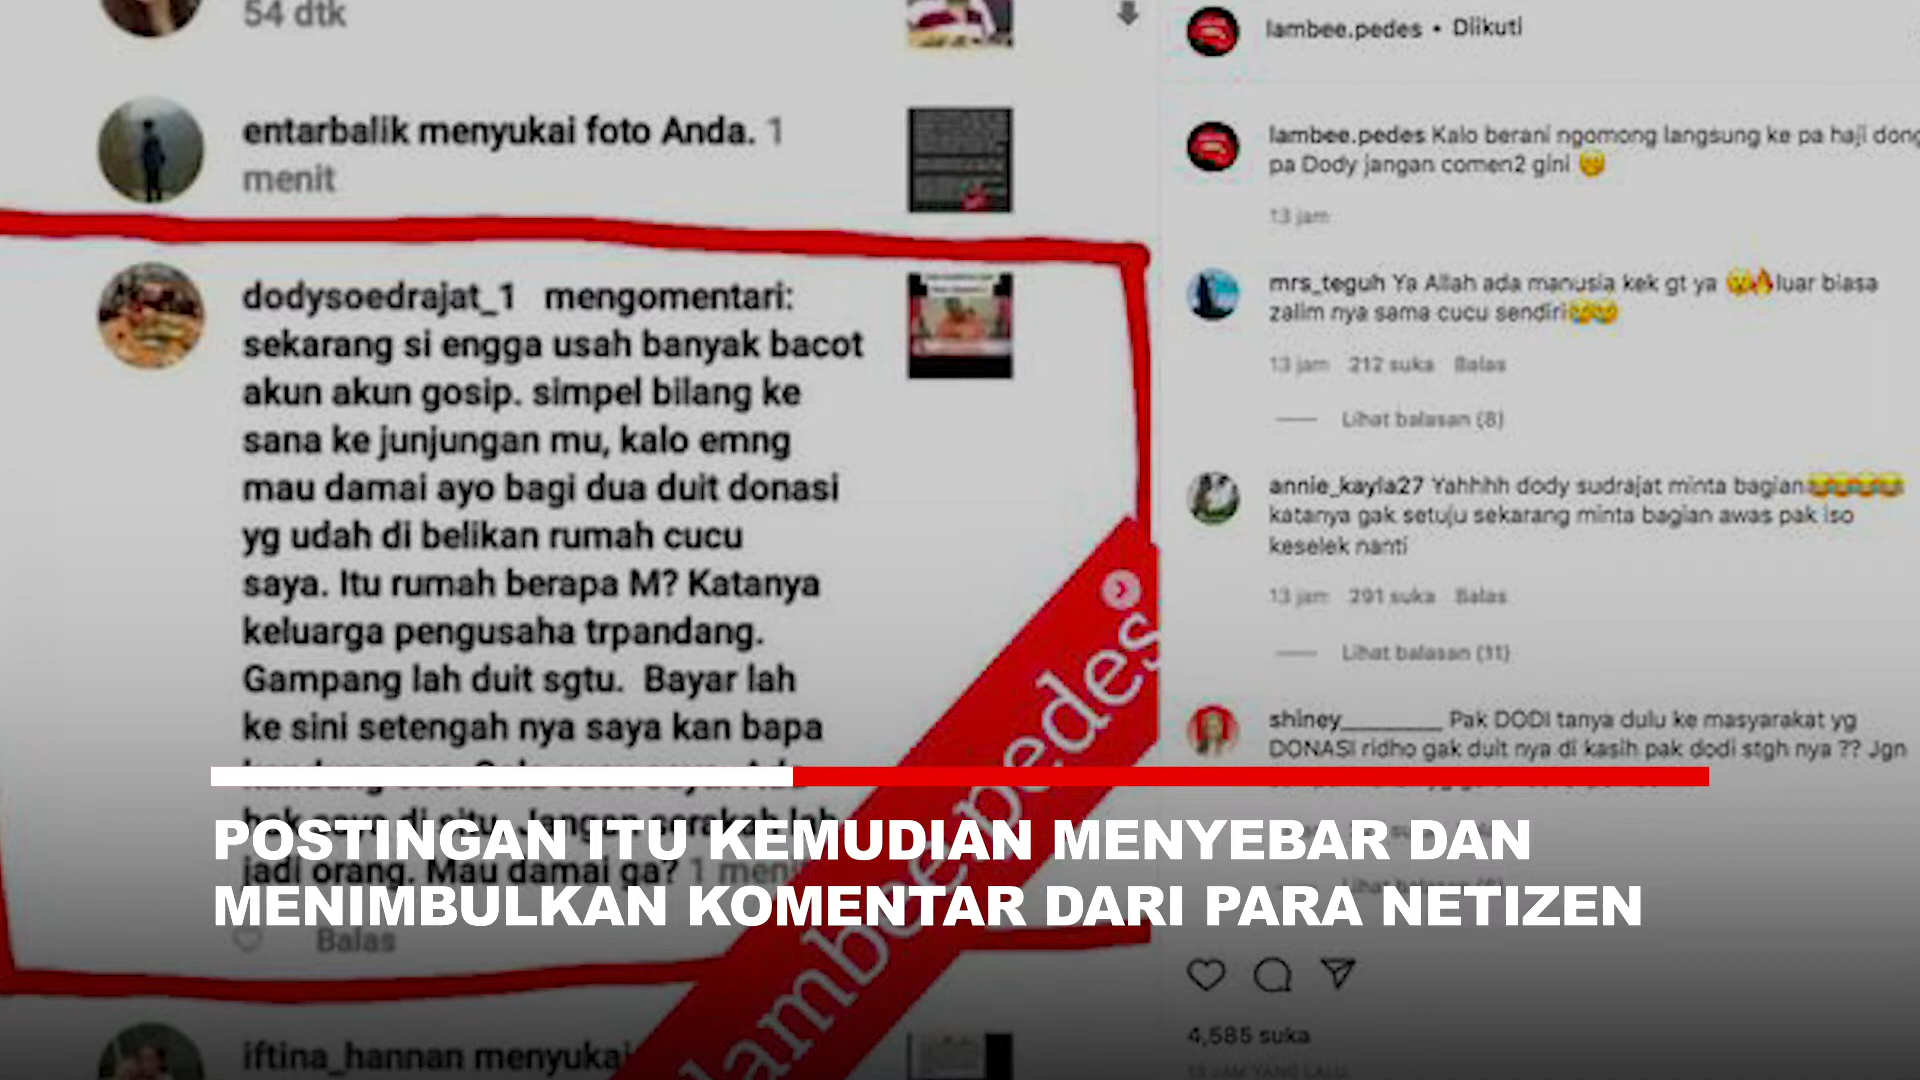 54 dtk
entarbalik menyukai foto Anda. 1
menit
dodysoedrajat_1 mengomentari:
sekarang si engga usah banyak bacot
akun akun gosip. simpel bilang ke
sana ke junjungan mu, kalo emng
mau damai ayo bagi dua duit donasi
yg udah di belikan rumah cucu
saya. Itu rumah berapa M? Katanya
keluarga pengusaha trpandang.
Gampang lah duit sgtu. Bayar lah
ke sini setengah nya saya kan bapa
jadi orang. Mau damai ga? 1
Balas
iftina_hannan menyukai
lambee.pedes
lambee.pedes • Diikuti
lambee.pedes Kalo berani ngomong langsung ke pa haji dong
pa Dody jangan comen2 gini 😔
13 jam
mrs_teguh Ya Allah ada manusia kek gt ya 🔥luar biasa
zalim nya sama cucu sendiri
13 jam 212 suka Balas
Lihat balasan (8)
annie_kayla27 Yahhhh dody sudrajat minta bagian
katanya gak setuju sekarang minta bagian awas pak iso
keselek nanti
13 jam 291 suka Balas
Lihat balasan (11)
shiney________ Pak DODI tanya dulu ke masyarakat yg
DONASI ridho gak duit nya di kasih pak dodi stgh nya ?? Jgn
4,585 suka
13 JAM YANG LALU
POSTINGAN ITU KEMUDIAN MENYEBAR DAN
MENIMBULKAN KOMENTAR DARI PARA NETIZEN